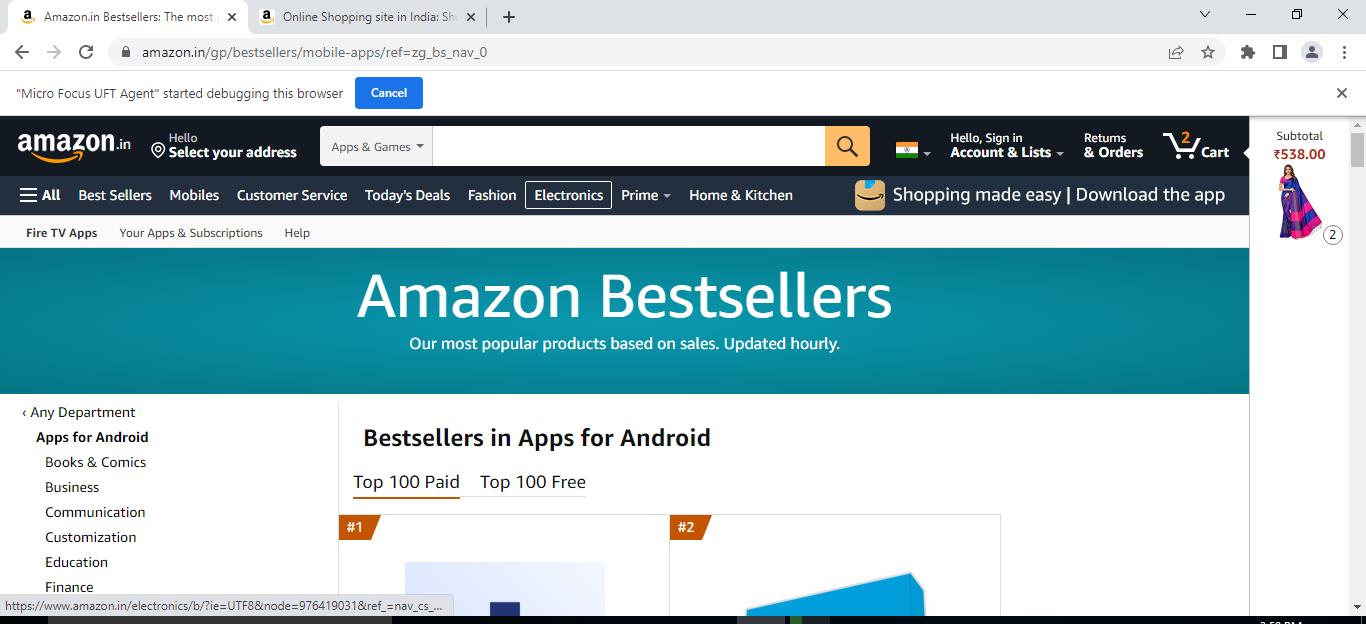 Amazon.in Bestsellers: The most
Online Shopping site in India: Sh
amazon.in/gp/bestsellers/mobile-apps/ref=zg_bs_nav_0
"Micro Focus UFT Agent" started debugging this browser
Cancel
amazon.in
Hello
Select your address
Apps & Games
Hello, Sign in
Account & Lists
Returns
& Orders
2
Cart
Subtotal
₹538.00
2
All Best Sellers Mobiles Customer Service Today's Deals Fashion Electronics Prime Home & Kitchen
Shopping made easy | Download the app
Fire TV Apps Your Apps & Subscriptions Help
Amazon Bestsellers
Our most popular products based on sales. Updated hourly.
‹ Any Department
Apps for Android
Books & Comics
Business
Communication
Customization
Education
Finance
Bestsellers in Apps for Android
Top 100 Paid Top 100 Free
#1
#2
https://www.amazon.in/electronics/b/?ie=UTF8&node=976419031&ref_=nav_cs_...